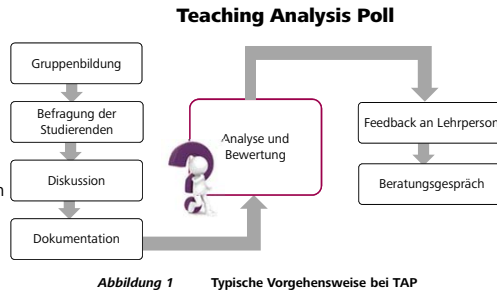 Teaching Analysis Poll
Gruppenbildung
Befragung der
Studierenden
Diskussion
n
Dokumentation
Analyse und
Bewertung
Feedback an Lehrperson
Beratungsgespräch
Abbildung 1 Typische Vorgehensweise bei TAP